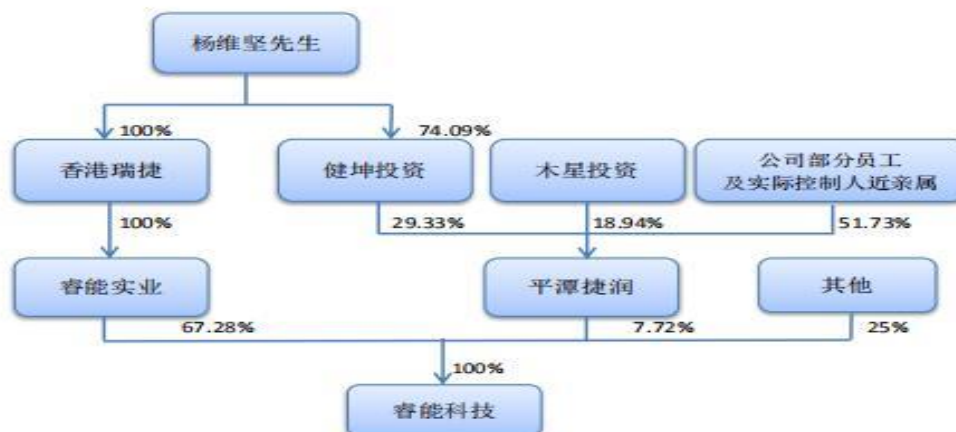 杨维坚先生
100%
74.09%
香港瑞捷
健坤投资
木星投资
公司部分员工
及实际控制人近亲属
100%
29.33%
18.94%
51.73%
睿能实业
平潭捷润
其他
67.28%
7.72%
25%
100%
睿能科技